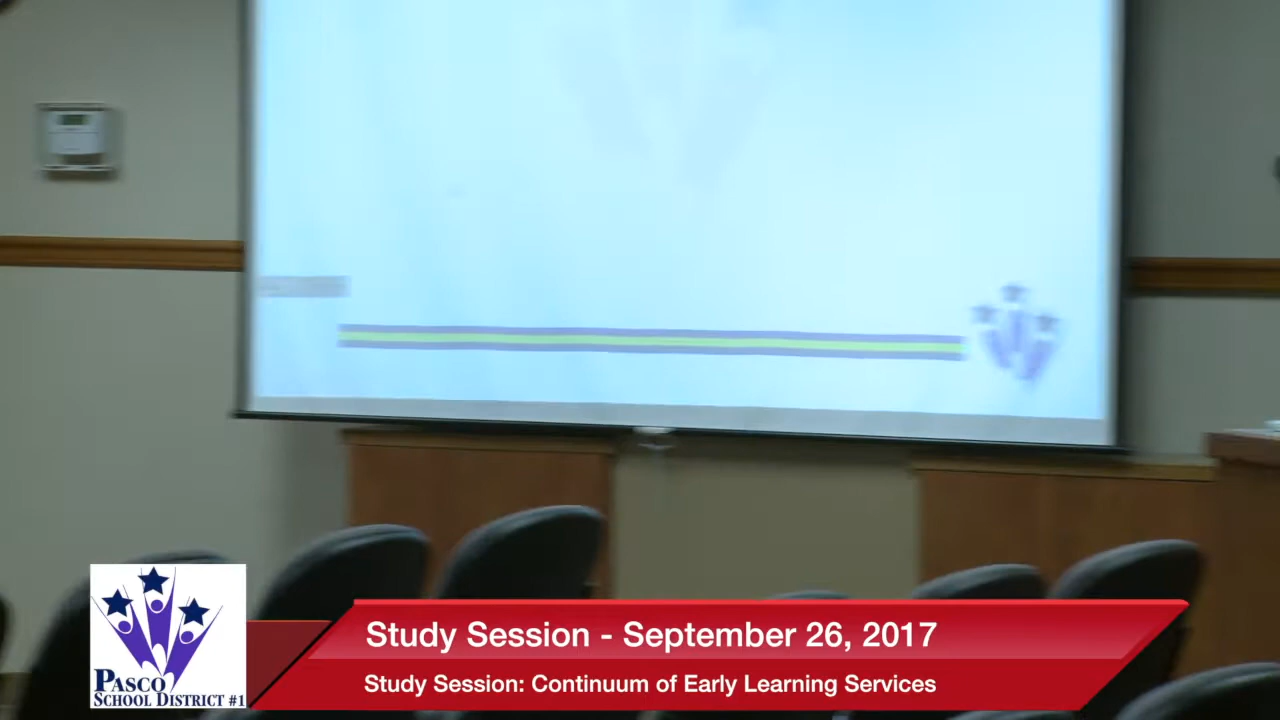 Study Session - September 26, 2017
Study Session: Continuum of Early Learning Services
PASCO
SCHOOL DISTRICT #1